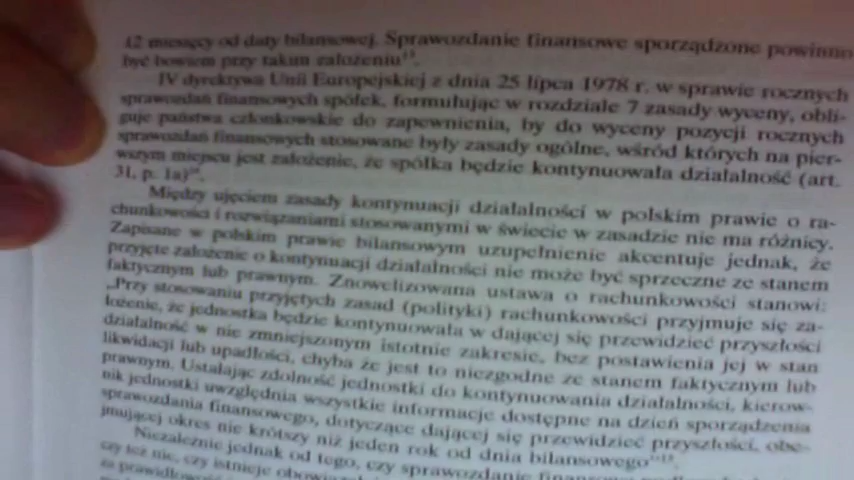 12 miesięcy od daty bilansowej. Sprawozdanie finansowe sporządzone powinno
być bowiem przy takim założeniu
IV dyrektywa Unii Europejskiej z dnia 25 lipca 1978 r. w sprawie rocznych
sprawozdań finansowych spółek, formułując w rozdziale 7 zasady wyceny, obli-
guje państwa członkowskie do zapewnienia, by do wyceny pozycji rocznych
sprawozdań finansowych stosowane były zasady ogólne, wśród których na pier-
wszym miejscu jest założenie, że spółka będzie kontynuowała działalność (art.
31, p. 1a)
Między ujęciem zasady kontynuacji działalności w polskim prawie o ra-
chunkowości i rozwiązaniami stosowanymi w świecie w zasadzie nie ma różnicy.
Zapisane w polskim prawie bilansowym uzupełnienie akcentuje jednak, że
przyjęte założenie o kontynuacji działalności nie może być sprzeczne ze stanem
faktycznym lub prawnym. Znowelizowana ustawa o rachunkowości stanowi:
„Przy stosowaniu przyjętych zasad (polityki) rachunkowości przyjmuje się za-
łożenie, że jednostka będzie kontynuowała w dającej się przewidzieć przyszłości
działalność w nie zmniejszonym istotnie zakresie, bez postawienia jej w stan
likwidacji lub upadłości, chyba że jest to niezgodne ze stanem faktycznym lub
prawnym. Ustalając zdolność jednostki do kontynuowania działalności, kierow-
nik jednostki uwzględnia wszystkie informacje dostępne na dzień sporządzenia
sprawozdania finansowego, dotyczące dającej się przewidzieć przyszłości, obe-
jmującej okres nie krótszy niż jeden rok od dnia bilansowego"
Niezależnie jednak od tego, czy sprawozdanie finansowe
czy też nie, czy istnieje
za prawidłowość